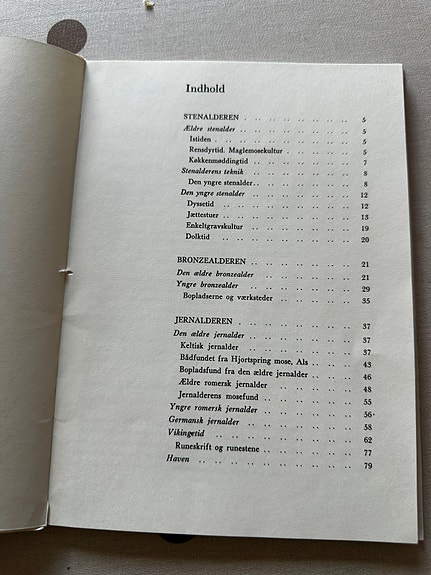 Indhold
STENALDEREN . .. .. .. .. .. .. .. 5
Ældre stenalder .. .. .. .. .. .. .. 5
Istiden . .. .. .. .. .. .. .. .. 5
Rensdyrtid. Maglemosekultur . .. .. .. .. 5
Køkkenmøddingtid .. .. .. .. .. .. 7
Stenalderens teknik .. .. .. .. .. .. .. 8
Den yngre stenalder .. .. .. .. .. .. 8
Den yngre stenalder .. .. .. .. .. .. .. 12
Dyssetid .. .. .. .. .. .. .. .. 12
Jættestuer .. .. .. .. .. .. .. .. 13
Enkeltgravskultur .. .. .. .. .. .. .. 19
Dolktid .. .. .. .. .. .. .. .. 20
BRONZEALDEREN .. .. .. .. .. .. .. 21
Den ældre bronzealder .. .. .. .. .. .. 21
Yngre bronzealder .. .. .. .. .. .. .. 29
Bopladserne og værksteder .. .. .. .. .. 35
JERNALDEREN . .. .. .. .. .. .. .. 37
Den ældre jernalder .. .. .. .. .. .. .. 37
Keltisk jernalder .. .. .. .. .. .. .. 37
Bådfundet fra Hjortspring mose, Als .. .. .. 43
Bopladsfund fra den ældre jernalder .. .. .. 46
Ældre romersk jernalder .. .. .. .. .. 48
Jernalderens mosefund .. .. .. .. .. .. 55
Yngre romersk jernalder .. .. .. .. .. .. 56
Germansk jernalder .. .. .. .. .. .. .. 58
Vikingetid .. .. .. .. .. .. .. .. 62
Runeskrift og runestene .. .. .. .. .. .. 77
Haven .. .. .. .. .. .. .. .. .. 79